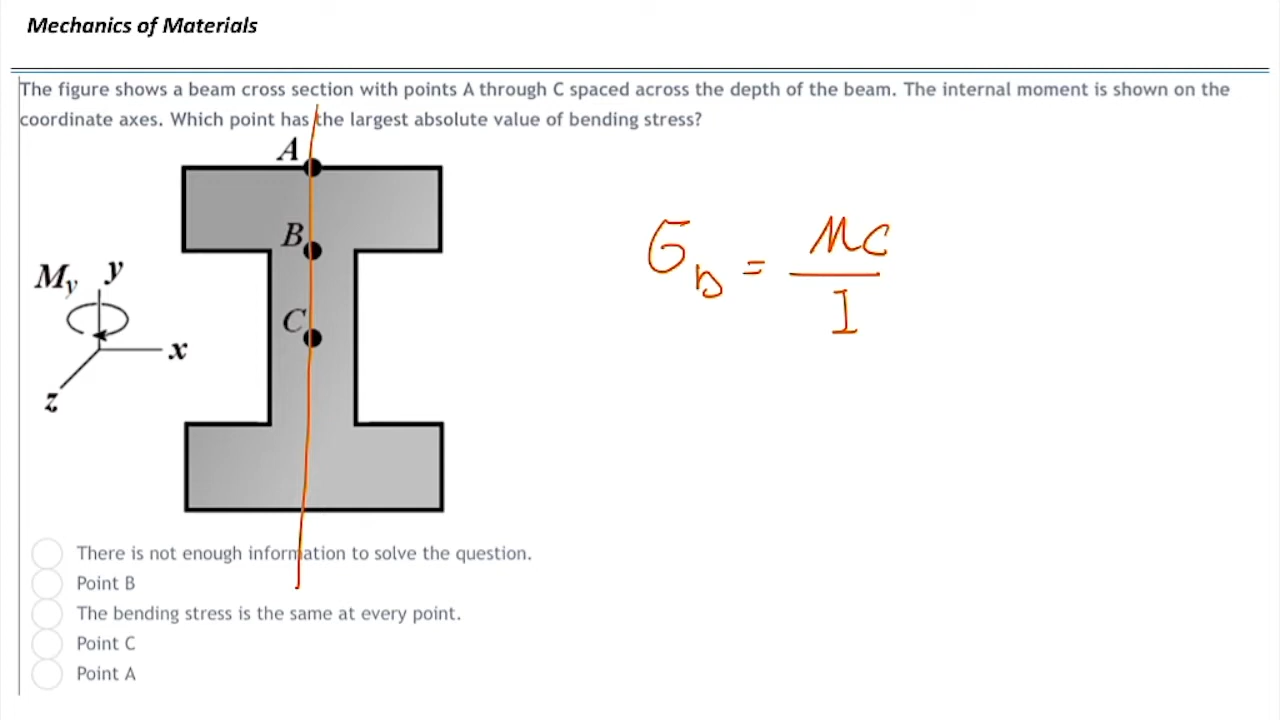 Mechanics of Materials
The figure shows a beam cross section with points A through C spaced across the depth of the beam. The internal moment is shown on the
coordinate axes. Which point has the largest absolute value of bending stress?
A
B
C
My y
x
z
σb = MC
I
There is not enough information to solve the question.
Point B
The bending stress is the same at every point.
Point C
Point A